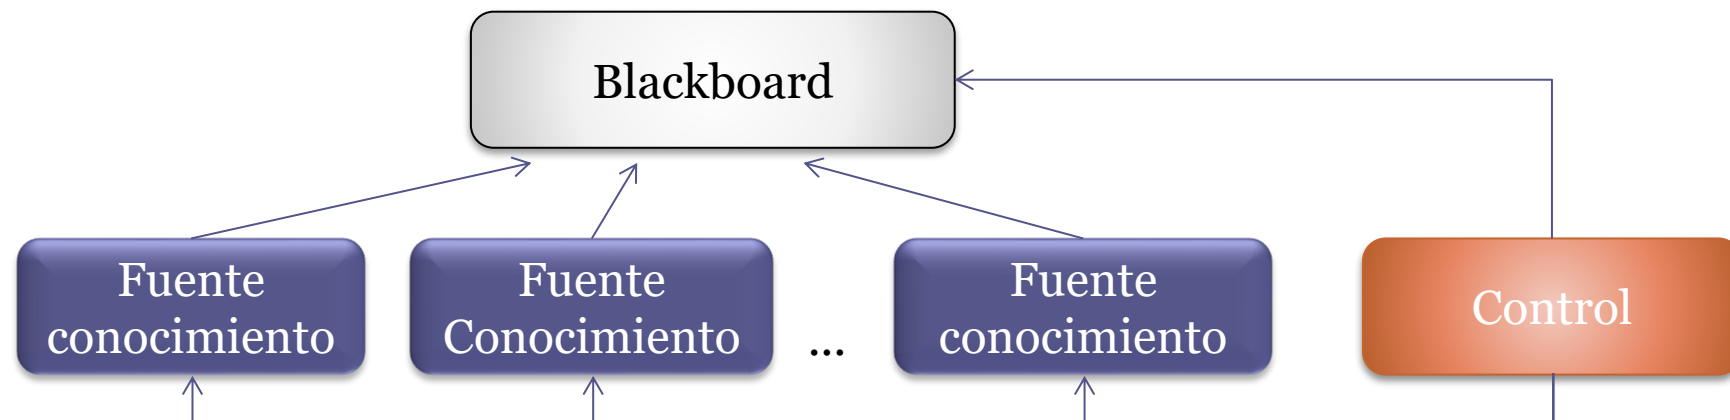 Blackboard
Fuente
conocimiento
Fuente
Conocimiento
...
Fuente
conocimiento
Control